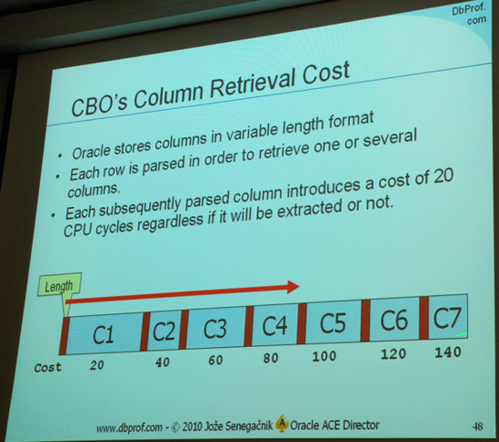 DbProf.
com
CBO's Column Retrieval Cost
• Oracle stores columns in variable length format
• Each row is parsed in order to retrieve one or several
columns.
• Each subsequently parsed column introduces a cost of 20
CPU cycles regardless if it will be extracted or not.
Length
C1 C2 C3 C4 C5 C6 C7
Cost 20 40 60 80 100 120 140
www.dbprof.com - © 2010 Jože Senegačnik A Oracle ACE Director 48